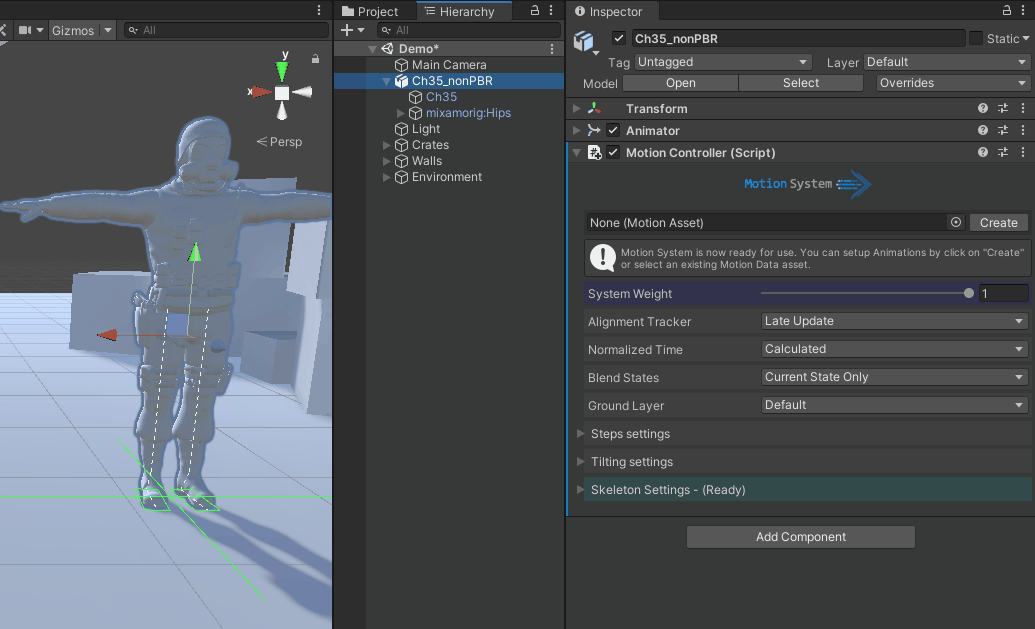 Gizmos
All
y
x
Persp
Project
Hierarchy
All
Demo*
Main Camera
Ch35_nonPBR
Ch35
mixamorig:Hips
Light
Crates
Walls
Environment
Inspector
Ch35_nonPBR
Static
Tag Untagged Layer Default
Model Open Select Overrides
Transform
Animator
Motion Controller (Script)
Motion System
None (Motion Asset) Create
Motion System is now ready for use. You can setup Animations by click on "Create"
or select an existing Motion Data asset.
System Weight 1
Alignment Tracker Late Update
Normalized Time Calculated
Blend States Current State Only
Ground Layer Default
Steps settings
Tilting settings
Skeleton Settings - (Ready)
Add Component